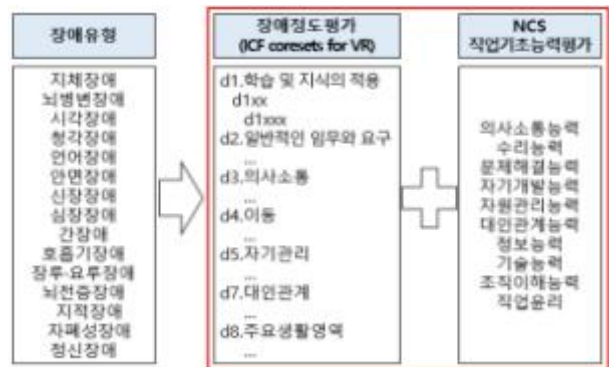 장애유형
지체장애
뇌병변장애
시각장애
청각장애
언어장애
안면장애
신장장애
심장장애
간장애
호흡기장애
장루·요루장애
뇌전증장애
지적장애
자폐성장애
정신장애
장애정도평가
(ICF coresets for VR)
d1.학습 및 지식의 적용
d1xx
d1xxx
d2.일반적인 임무와 요구
...
d3.의사소통
...
d4.이동
...
d5.자기관리
...
d7.대인관계
...
d8.주요생활영역
...
NCS
직업기초능력평가
의사소통능력
수리능력
문제해결능력
자기개발능력
자원관리능력
대인관계능력
정보능력
기술능력
조직이해능력
직업윤리